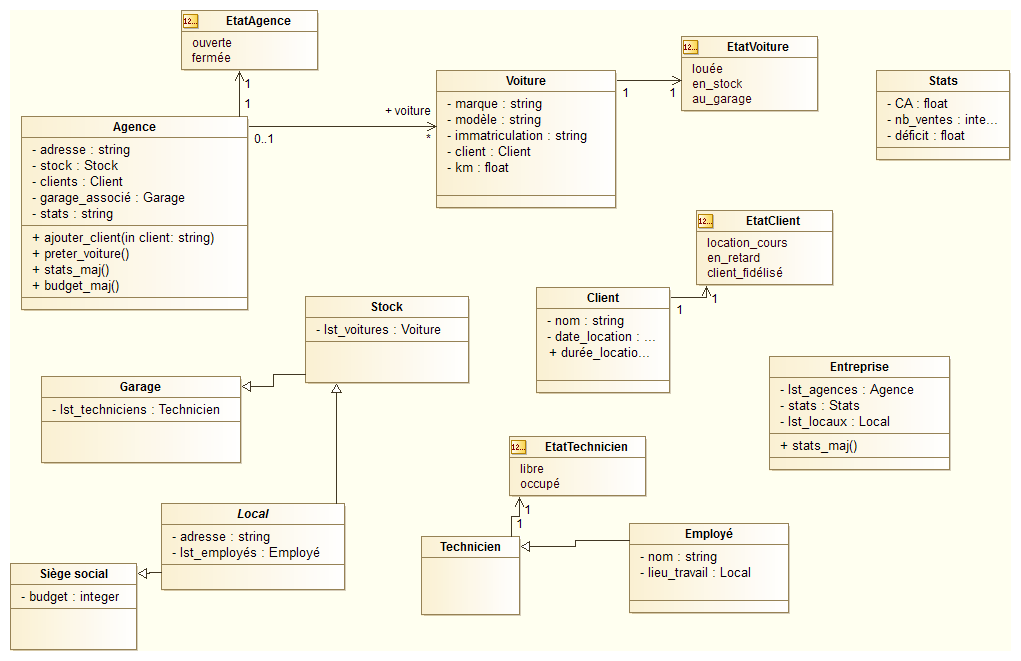 12...
EtatAgence
ouverte
fermée
1
1
Agence
- adresse : string
- stock : Stock
- clients : Client
- garage_associé : Garage
- stats : string
+ ajouter_client(in client: string)
+ preter_voiture()
+ stats_maj()
+ budget_maj()
0..1
+ voiture
*
Voiture
- marque : string
- modèle : string
- immatriculation : string
- client : Client
- km : float
1
1
12...
EtatVoiture
louée
en_stock
au_garage
Stats
- CA : float
- nb_ventes : inte...
- déficit : float
12...
EtatClient
location_cours
en_retard
client_fidélisé
1
1
Client
- nom : string
- date_location : ...
+ durée_locatio...
Stock
- lst_voitures : Voiture
Garage
- lst_techniciens : Technicien
Entreprise
- lst_agences : Agence
- stats : Stats
- lst_locaux : Local
+ stats_maj()
12...
EtatTechnicien
libre
occupé
1
1
Technicien
Employé
- nom : string
- lieu_travail : Local
Local
- adresse : string
- lst_employés : Employé
Siège social
- budget : integer